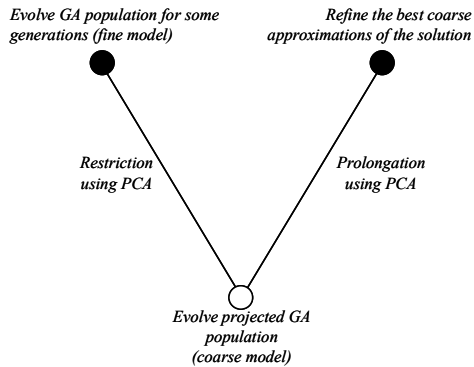 Evolve GA population for some
generations (fine model)
Refine the best coarse
approximations of the solution
Restriction
using PCA
Prolongation
using PCA
Evolve projected GA
population
(coarse model)